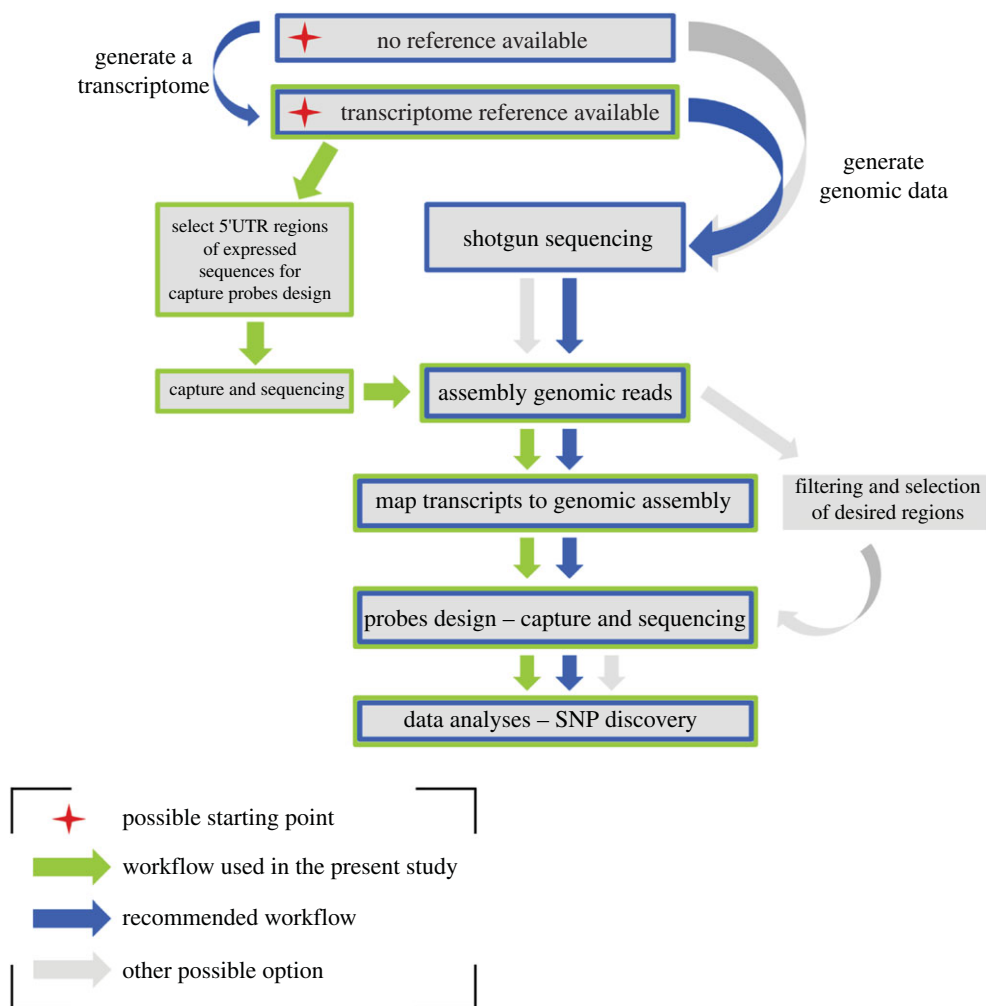 no reference available
generate a
transcriptome
transcriptome reference available
generate
genomic data
select 5'UTR regions
of expressed
sequences for
capture probes design
shotgun sequencing
capture and sequencing
assembly genomic reads
map transcripts to genomic assembly
filtering and selection
of desired regions
probes design – capture and sequencing
data analyses – SNP discovery
possible starting point
workflow used in the present study
recommended workflow
other possible option